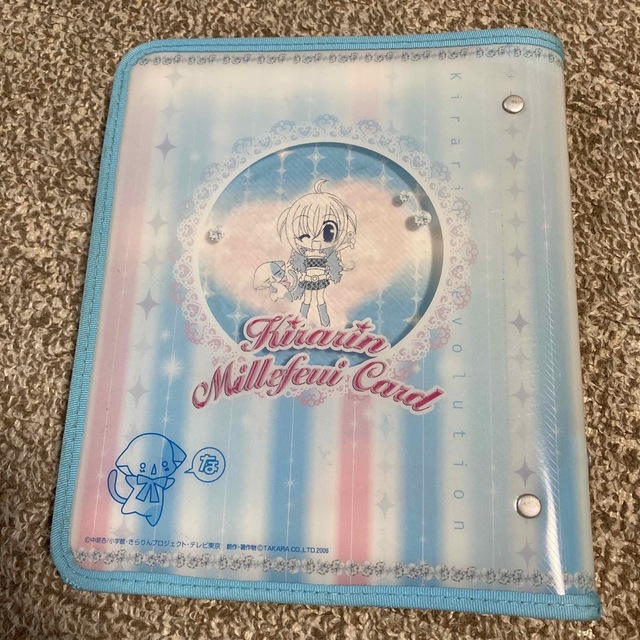 Kirarin Revolution
Kirarin
Millefeui Card
な
©中原杏/小学館・きらりんプロジェクト・テレビ東京 創作・著作物©TAKARA CO.,LTD.2006